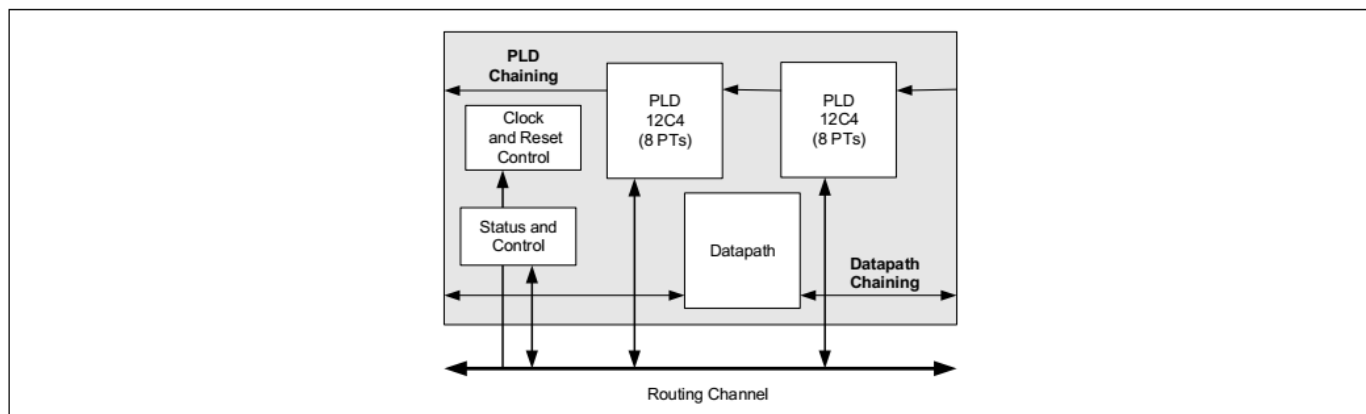 PLD
Chaining
PLD
12C4
(8 PTs)
PLD
12C4
(8 PTs)
Clock
and Reset
Control
Status and
Control
Datapath
Datapath
Chaining
Routing Channel